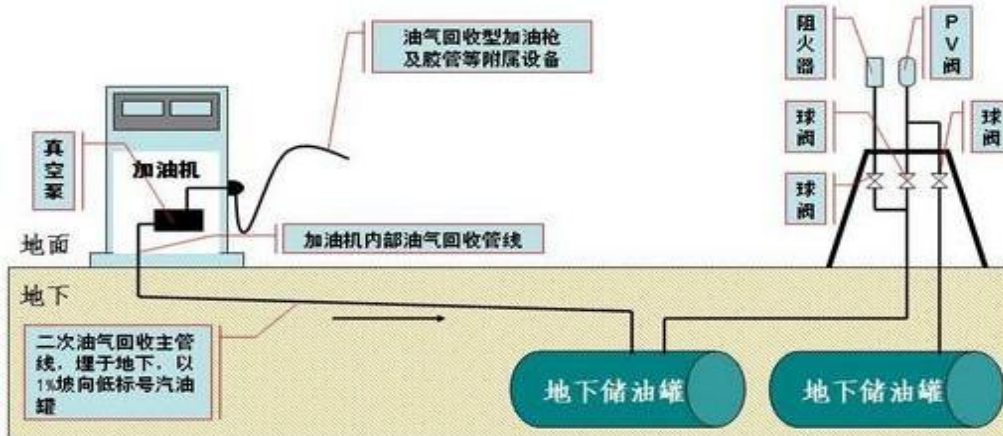 油气回收型加油枪
及胶管等附属设备
阻
火
器
P
V
阀
球
阀
球
阀
真
空
泵
加油机
球
阀
地面
加油机内部油气回收管线
地下
二次油气回收主管
线，埋于地下，以
1%坡向低标号汽油
罐
地下储油罐
地下储油罐